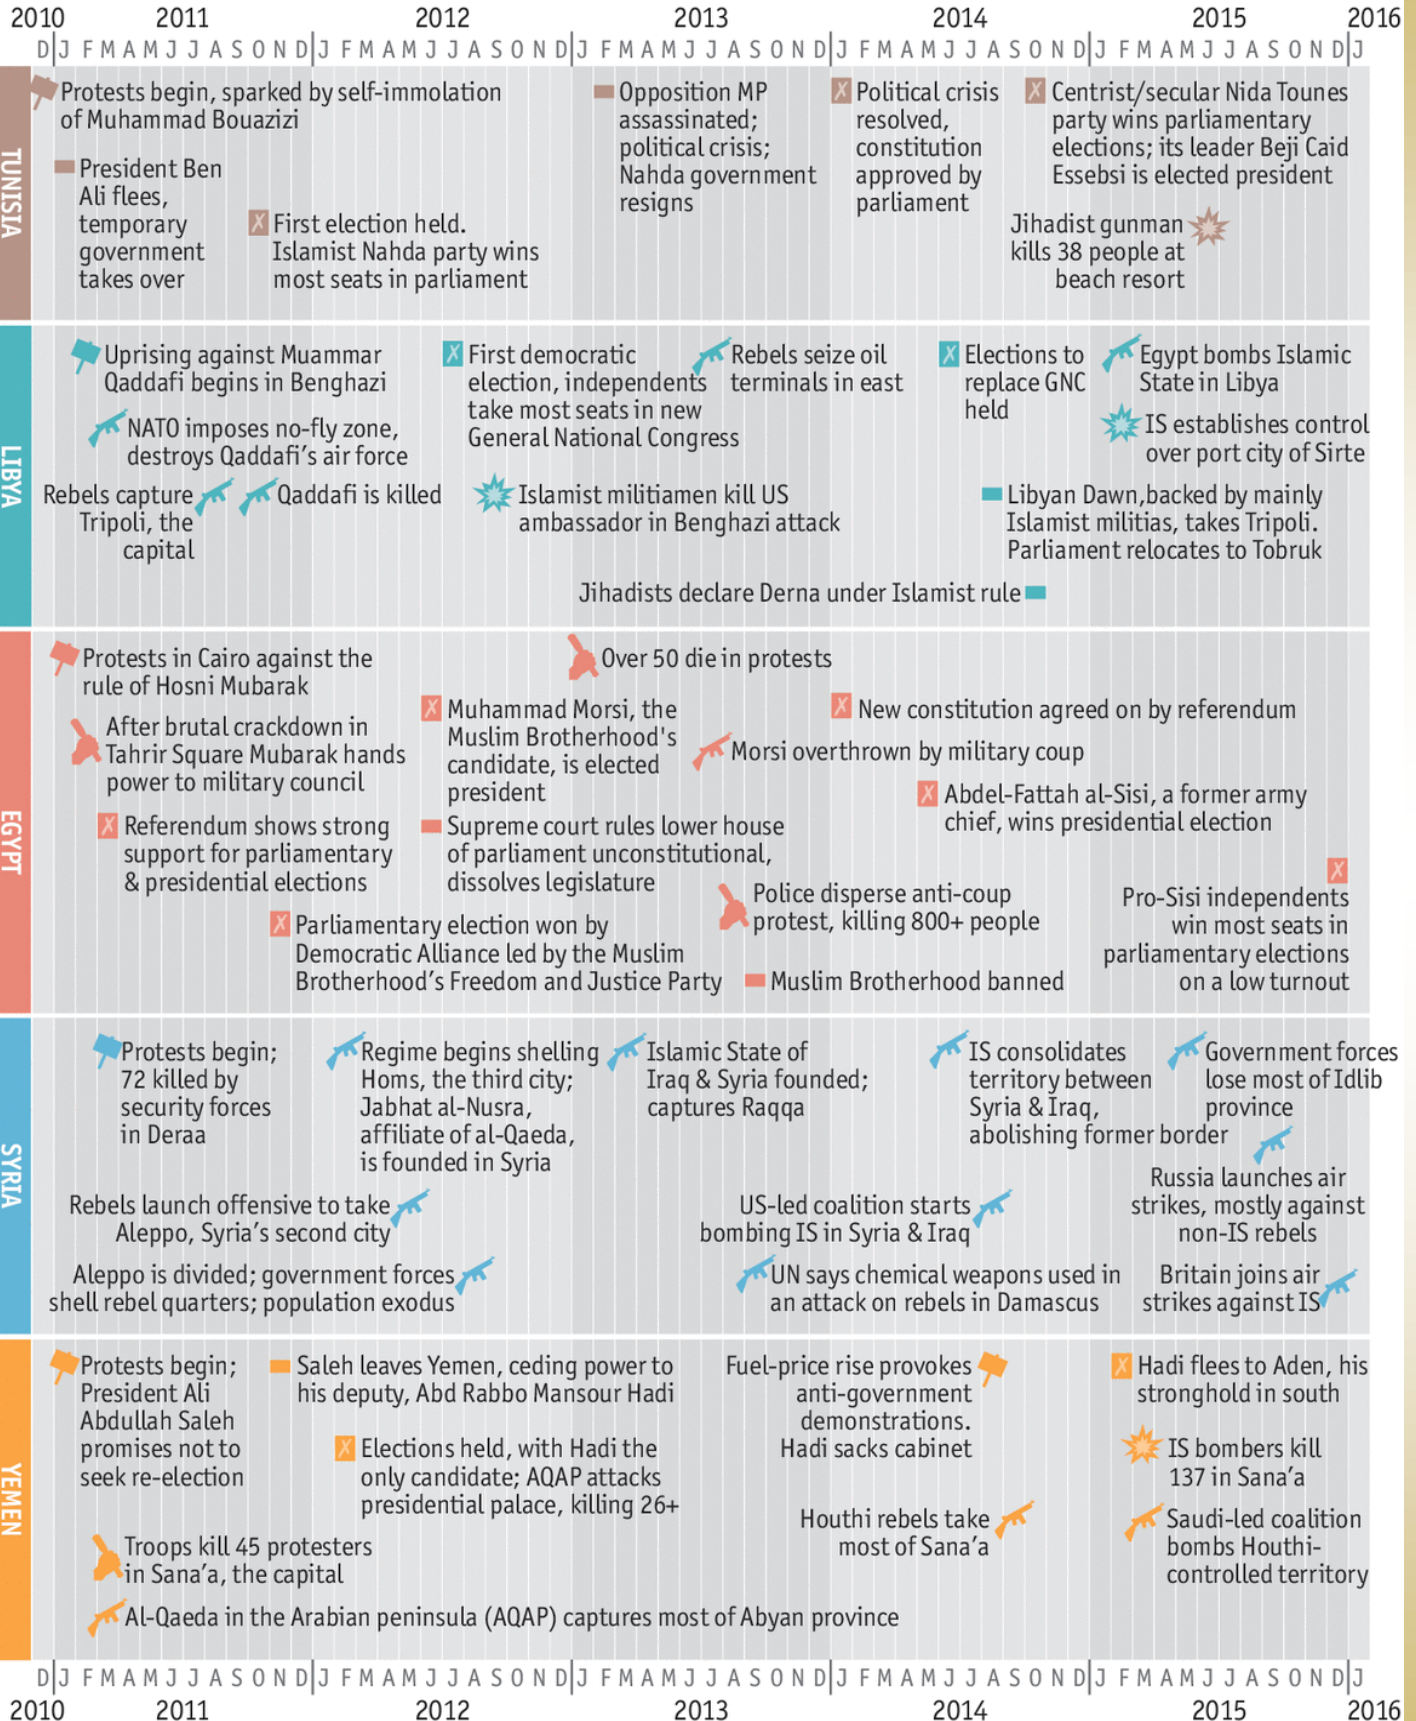 2010 2011 2012 2013 2014 2015 2016
D J F M A M J J A S O N D J F M A M J J A S O N D J F M A M J J A S O N D J F M A M J J A S O N D J F M A M J J A S O N D J
TUNISIA
Protests begin, sparked by self-immolation
of Muhammad Bouazizi
President Ben
Ali flees,
temporary
government
takes over
First election held.
Islamist Nahda party wins
most seats in parliament
Opposition MP
assassinated;
political crisis;
Nahda government
resigns
Political crisis
resolved,
constitution
approved by
parliament
Centrist/secular Nida Tounes
party wins parliamentary
elections; its leader Beji Caid
Essebsi is elected president
Jihadist gunman
kills 38 people at
beach resort
LIBYA
Uprising against Muammar
Qaddafi begins in Benghazi
NATO imposes no-fly zone,
destroys Qaddafi's air force
Rebels capture
Tripoli, the
capital
Qaddafi is killed
First democratic
election, independents
take most seats in new
General National Congress
Islamist militiamen kill US
ambassador in Benghazi attack
Rebels seize oil
terminals in east
Elections to
replace GNC
held
Egypt bombs Islamic
State in Libya
IS establishes control
over port city of Sirte
Libyan Dawn,backed by mainly
Islamist militias, takes Tripoli.
Parliament relocates to Tobruk
Jihadists declare Derna under Islamist rule
EGYPT
Protests in Cairo against the
rule of Hosni Mubarak
After brutal crackdown in
Tahrir Square Mubarak hands
power to military council
Referendum shows strong
support for parliamentary
& presidential elections
Parliamentary election won by
Democratic Alliance led by the Muslim
Brotherhood's Freedom and Justice Party
Over 50 die in protests
Muhammad Morsi, the
Muslim Brotherhood's
candidate, is elected
president
Supreme court rules lower house
of parliament unconstitutional,
dissolves legislature
New constitution agreed on by referendum
Morsi overthrown by military coup
Abdel-Fattah al-Sisi, a former army
chief, wins presidential election
Police disperse anti-coup
protest, killing 800+ people
Muslim Brotherhood banned
Pro-Sisi independents
win most seats in
parliamentary elections
on a low turnout
SYRIA
Protests begin;
72 killed by
security forces
in Deraa
Regime begins shelling
Homs, the third city;
Jabhat al-Nusra,
affiliate of al-Qaeda,
is founded in Syria
Islamic State of
Iraq & Syria founded;
captures Raqqa
IS consolidates
territory between
Syria & Iraq,
abolishing former border
Government forces
lose most of Idlib
province
Rebels launch offensive to take
Aleppo, Syria's second city
Aleppo is divided; government forces
shell rebel quarters; population exodus
US-led coalition starts
bombing IS in Syria & Iraq
UN says chemical weapons used in
an attack on rebels in Damascus
Russia launches air
strikes, mostly against
non-IS rebels
Britain joins air
strikes against IS
YEMEN
Protests begin;
President Ali
Abdullah Saleh
promises not to
seek re-election
Saleh leaves Yemen, ceding power to
his deputy, Abd Rabbo Mansour Hadi
Elections held, with Hadi the
only candidate; AQAP attacks
presidential palace, killing 26+
Troops kill 45 protesters
in Sana'a, the capital
Al-Qaeda in the Arabian peninsula (AQAP) captures most of Abyan province
Fuel-price rise provokes
anti-government
demonstrations.
Hadi sacks cabinet
Houthi rebels take
most of Sana'a
Hadi flees to Aden, his
stronghold in south
IS bombers kill
137 in Sana'a
Saudi-led coalition
bombs Houthi-
controlled territory
D J F M A M J J A S O N D J F M A M J J A S O N D J F M A M J J A S O N D J F M A M J J A S O N D J F M A M J J A S O N D J
2010 2011 2012 2013 2014 2015 2016